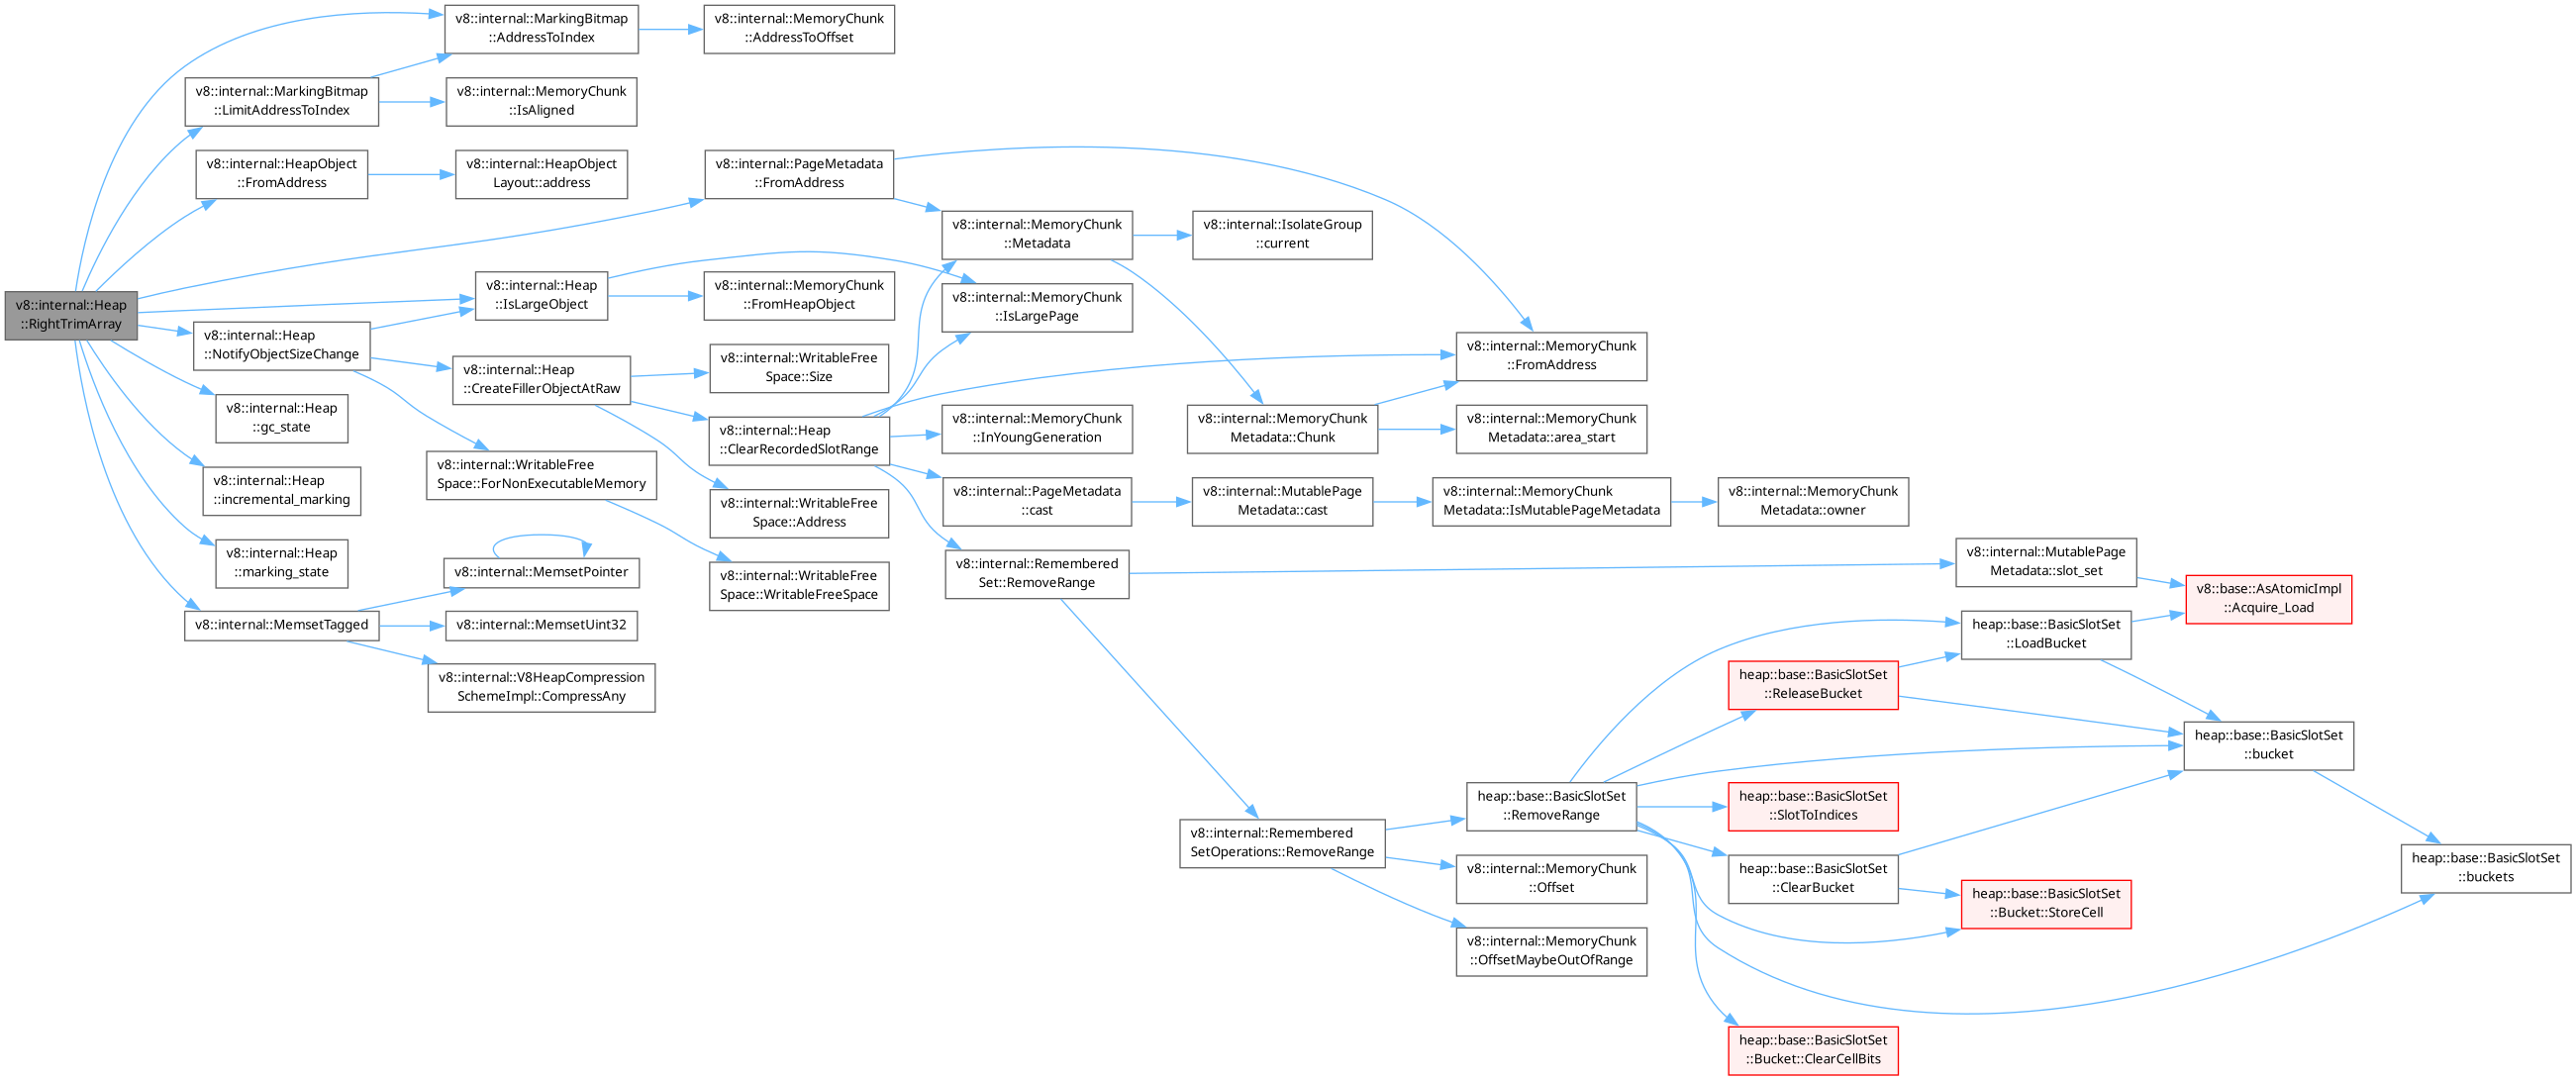 v8::internal::Heap
::RightTrimArray
v8::internal::MarkingBitmap
::AddressToIndex
v8::internal::MemoryChunk
::AddressToOffset
v8::internal::MarkingBitmap
::LimitAddressToIndex
v8::internal::MemoryChunk
::IsAligned
v8::internal::HeapObject
::FromAddress
v8::internal::HeapObject
Layout::address
v8::internal::PageMetadata
::FromAddress
v8::internal::MemoryChunk
::Metadata
v8::internal::IsolateGroup
::current
v8::internal::Heap
::IsLargeObject
v8::internal::MemoryChunk
::FromHeapObject
v8::internal::MemoryChunk
::IsLargePage
v8::internal::Heap
::NotifyObjectSizeChange
v8::internal::Heap
::CreateFillerObjectAtRaw
v8::internal::WritableFree
Space::Size
v8::internal::MemoryChunk
::FromAddress
v8::internal::Heap
::gc_state
v8::internal::Heap
::ClearRecordedSlotRange
v8::internal::MemoryChunk
::InYoungGeneration
v8::internal::MemoryChunk
Metadata::Chunk
v8::internal::MemoryChunk
Metadata::area_start
v8::internal::Heap
::incremental_marking
v8::internal::WritableFree
Space::ForNonExecutableMemory
v8::internal::WritableFree
Space::Address
v8::internal::PageMetadata
::cast
v8::internal::MutablePage
Metadata::cast
v8::internal::MemoryChunk
Metadata::IsMutablePageMetadata
v8::internal::MemoryChunk
Metadata::owner
v8::internal::Heap
::marking_state
v8::internal::MemsetPointer
v8::internal::WritableFree
Space::WritableFreeSpace
v8::internal::Remembered
Set::RemoveRange
v8::internal::MutablePage
Metadata::slot_set
v8::base::AsAtomicImpl
::Acquire_Load
v8::internal::MemsetTagged
v8::internal::MemsetUint32
v8::internal::V8HeapCompression
SchemeImpl::CompressAny
heap::base::BasicSlotSet
::LoadBucket
heap::base::BasicSlotSet
::ReleaseBucket
heap::base::BasicSlotSet
::bucket
heap::base::BasicSlotSet
::RemoveRange
heap::base::BasicSlotSet
::SlotToIndices
v8::internal::Remembered
SetOperations::RemoveRange
v8::internal::MemoryChunk
::Offset
heap::base::BasicSlotSet
::ClearBucket
heap::base::BasicSlotSet
::Bucket::StoreCell
heap::base::BasicSlotSet
::buckets
v8::internal::MemoryChunk
::OffsetMaybeOutOfRange
heap::base::BasicSlotSet
::Bucket::ClearCellBits